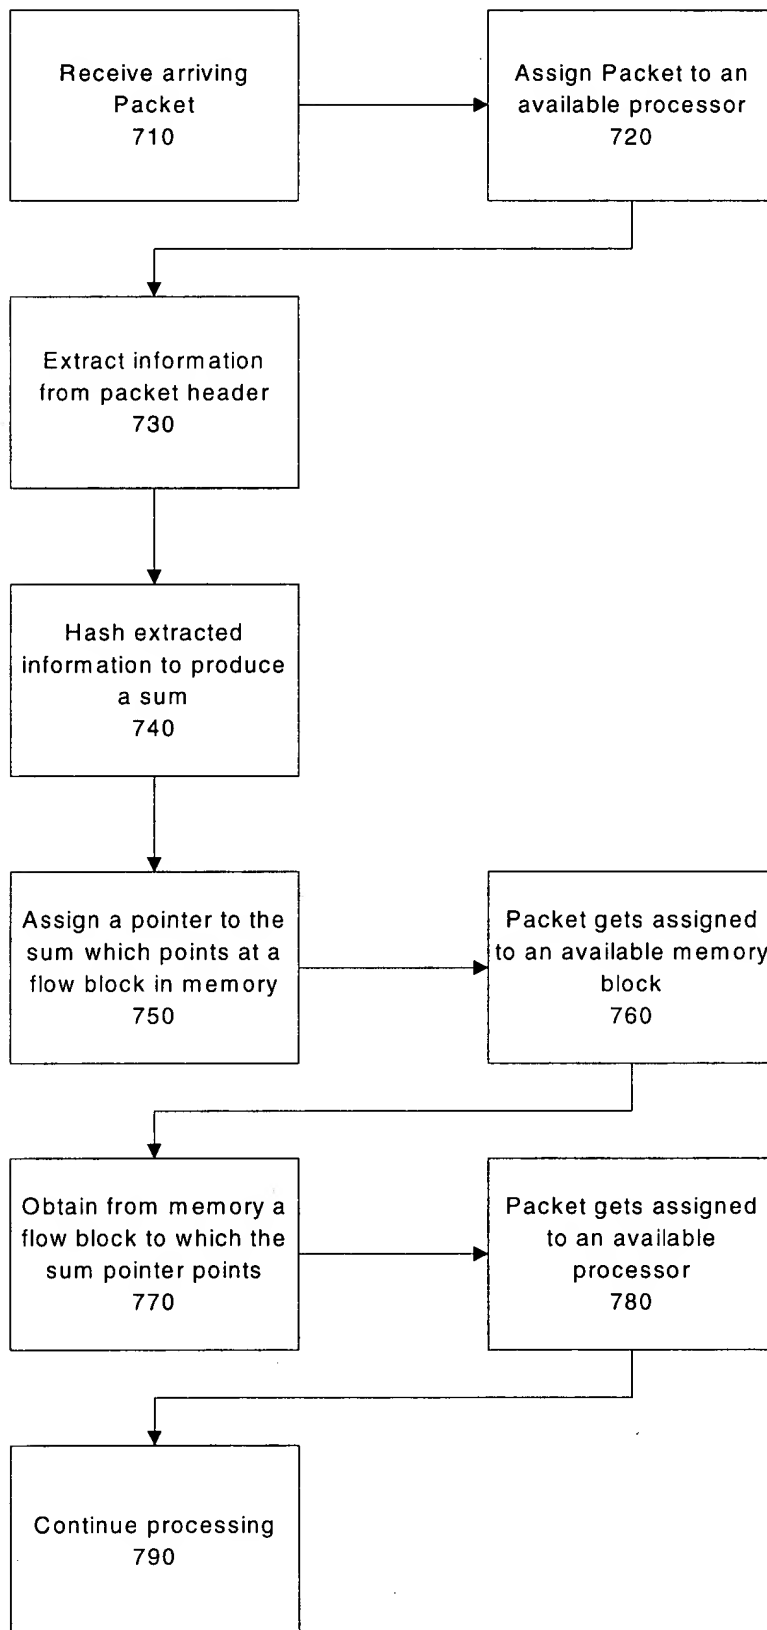 Receive arriving
Packet
710
Assign Packet to an
available processor
720
Extract information
from packet header
730
Hash extracted
information to produce
a sum
740
Assign a pointer to the
sum which points at a
flow block in memory
750
Packet gets assigned
to an available memory
block
760
Obtain from memory a
flow block to which the
sum pointer points
770
Packet gets assigned
to an available
processor
780
Continue processing
790